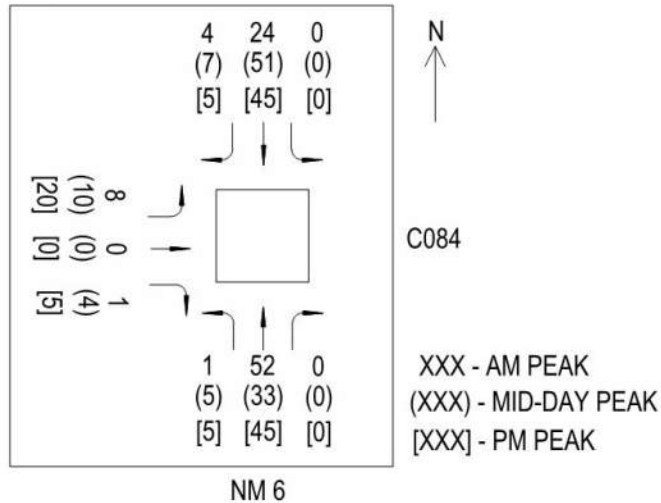 4 24 0
(7) (51) (0)
[5] [45] [0]
N
8 (10) [20]
0 (0) [0]
1 (4) [5]
C084
1 52 0
(5) (33) (0)
[5] [45] [0]
XXX - AM PEAK
(XXX) - MID-DAY PEAK
[XXX] - PM PEAK
NM 6